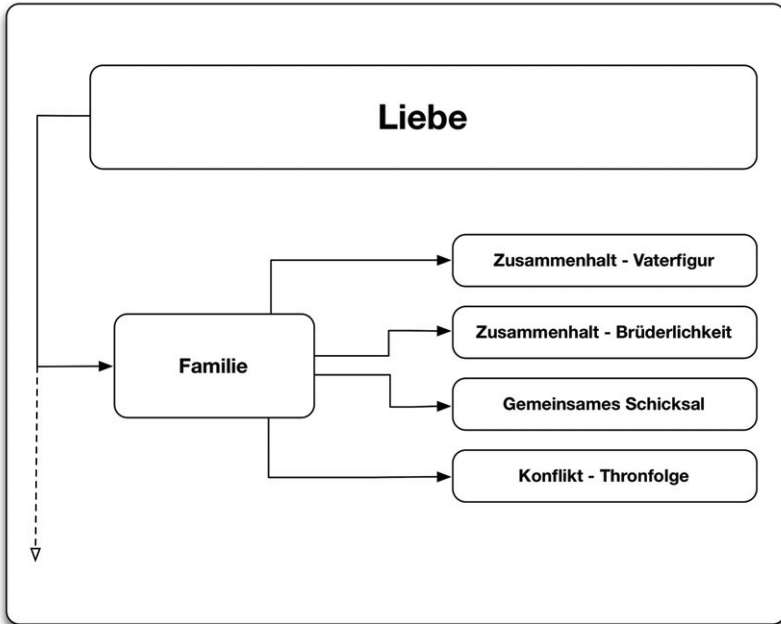 Liebe
Zusammenhalt - Vaterfigur
Zusammenhalt - Brüderlichkeit
Familie
Gemeinsames Schicksal
Konflikt - Thronfolge